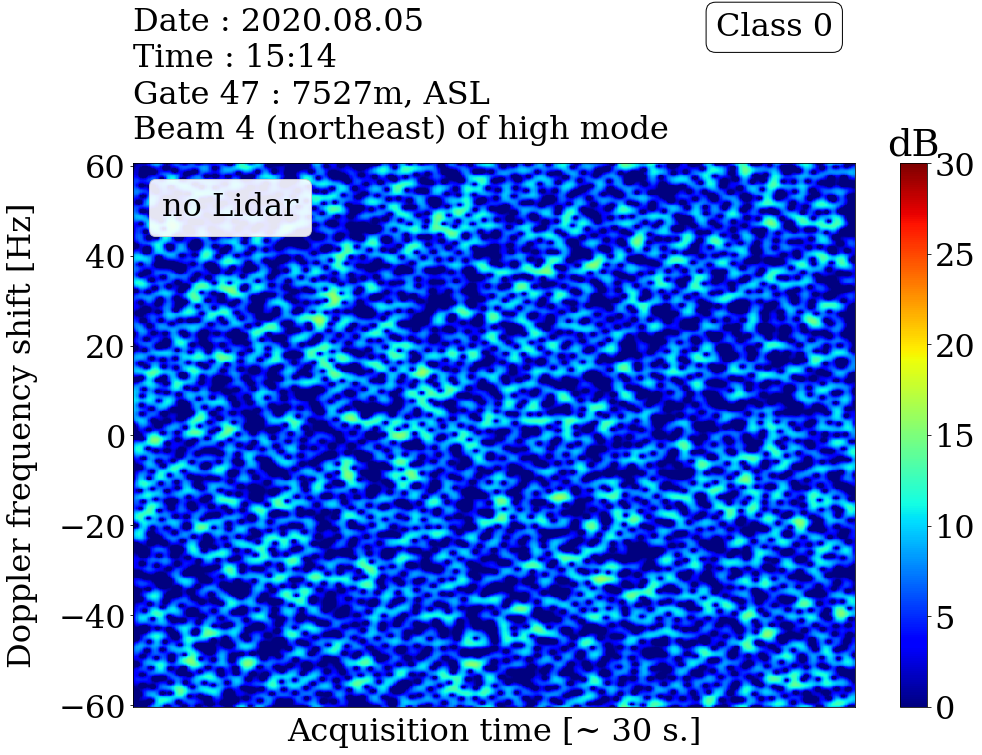 Date : 2020.08.05
Time : 15:14
Gate 47 : 7527m, ASL
Beam 4 (northeast) of high mode
Class 0
dB
no Lidar
Doppler frequency shift [Hz]
60
40
20
0
−20
−40
−60
Acquisition time [~ 30 s.]
30
25
20
15
10
5
0